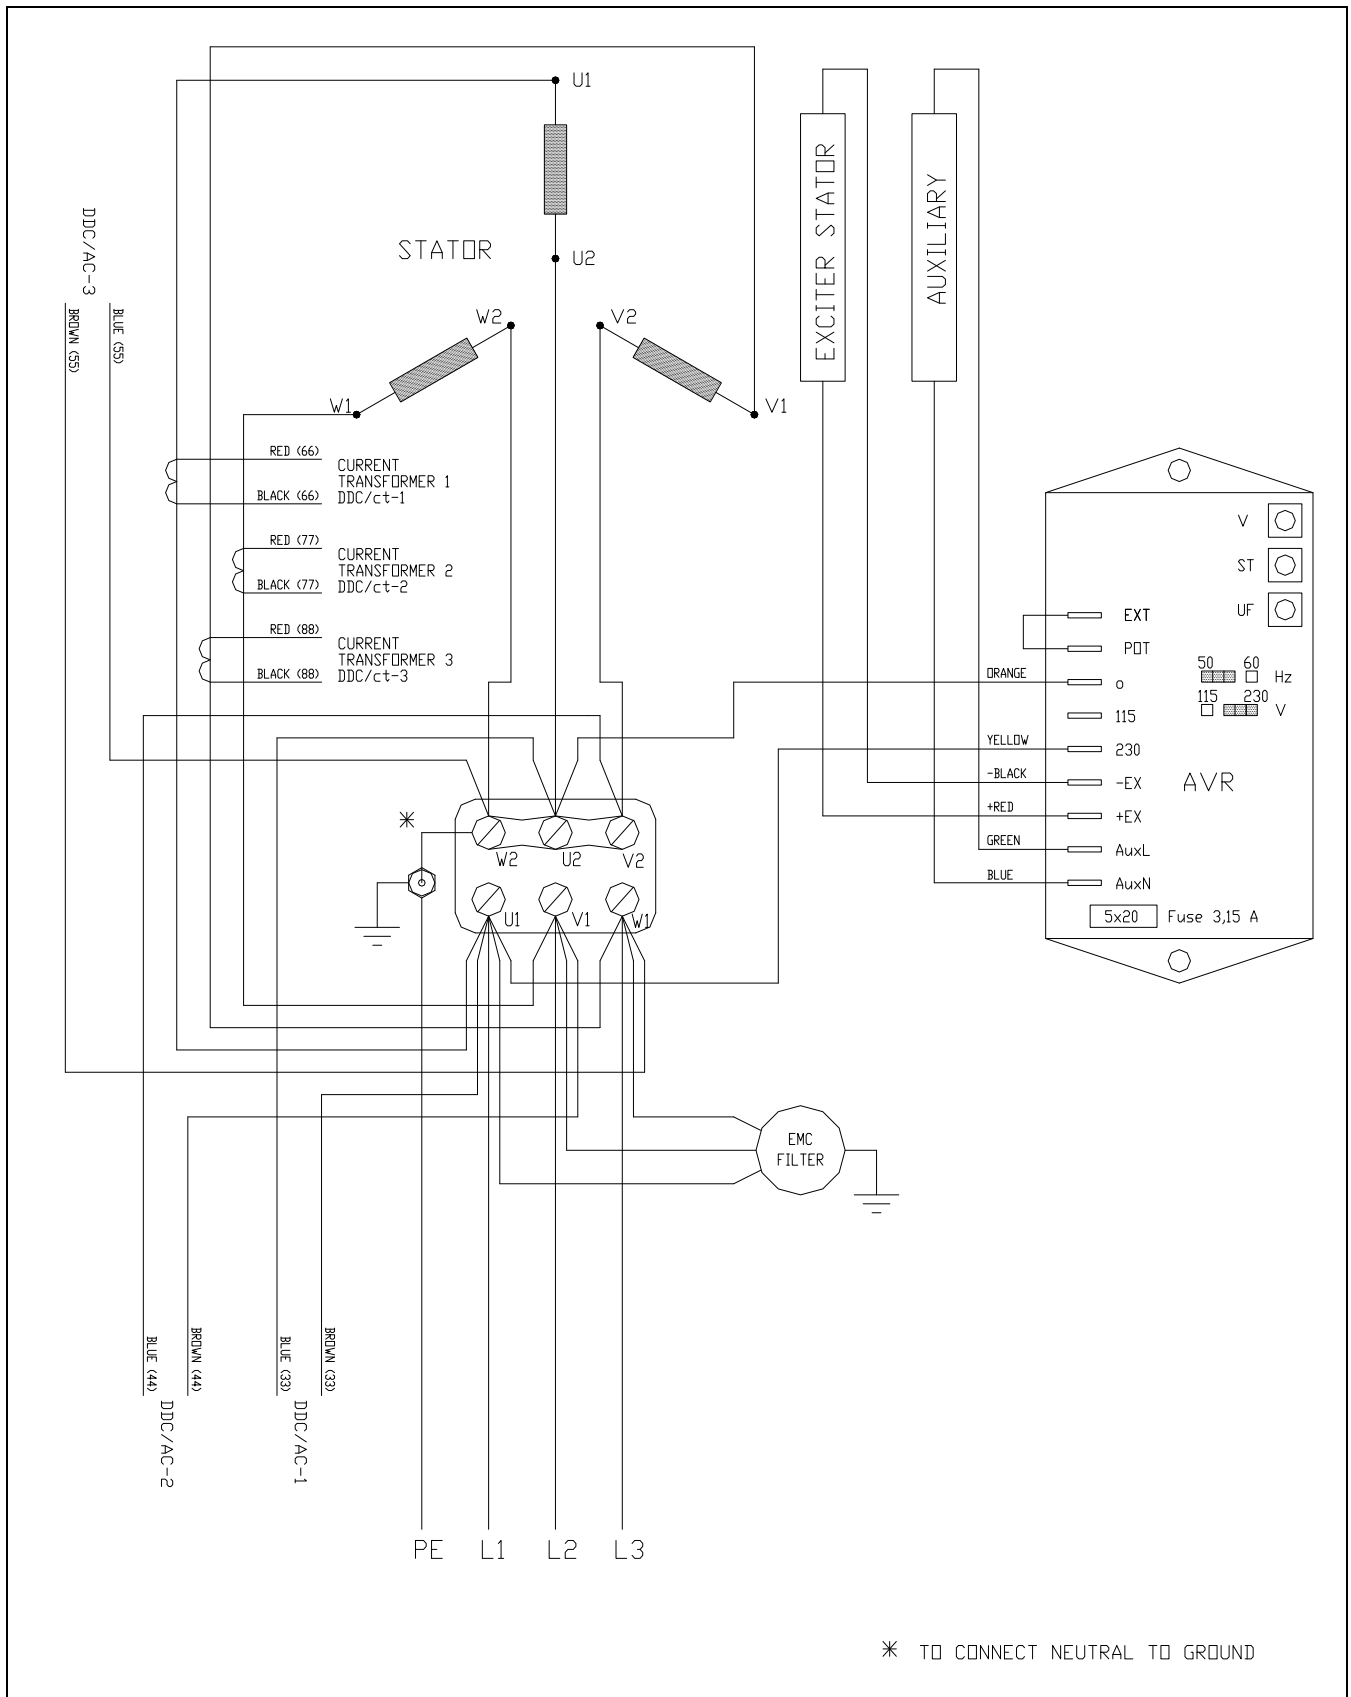 U1
STATOR
U2
W2
V2
W1
V1
EXCITER STATOR
AUXILIARY
DDC/AC-3
BROWN (55)
BLUE (55)
RED (66)
BLACK (66)
CURRENT
TRANSFORMER 1
DDC/ct-1
RED (77)
BLACK (77)
CURRENT
TRANSFORMER 2
DDC/ct-2
RED (88)
BLACK (88)
CURRENT
TRANSFORMER 3
DDC/ct-3
V
ST
UF
EXT
POT
ORANGE
o
115
YELLOW
230
-BLACK
-EX
+RED
+EX
GREEN
AuxL
BLUE
AuxN
50 60 Hz
115 230 V
AVR
5x20 Fuse 3,15 A
*
W2 U2 V2
U1 V1 W1
EMC
FILTER
BLUE (44)
BROWN (44)
DDC/AC-2
BLUE (33)
BROWN (33)
DDC/AC-1
PE L1 L2 L3
* TO CONNECT NEUTRAL TO GROUND